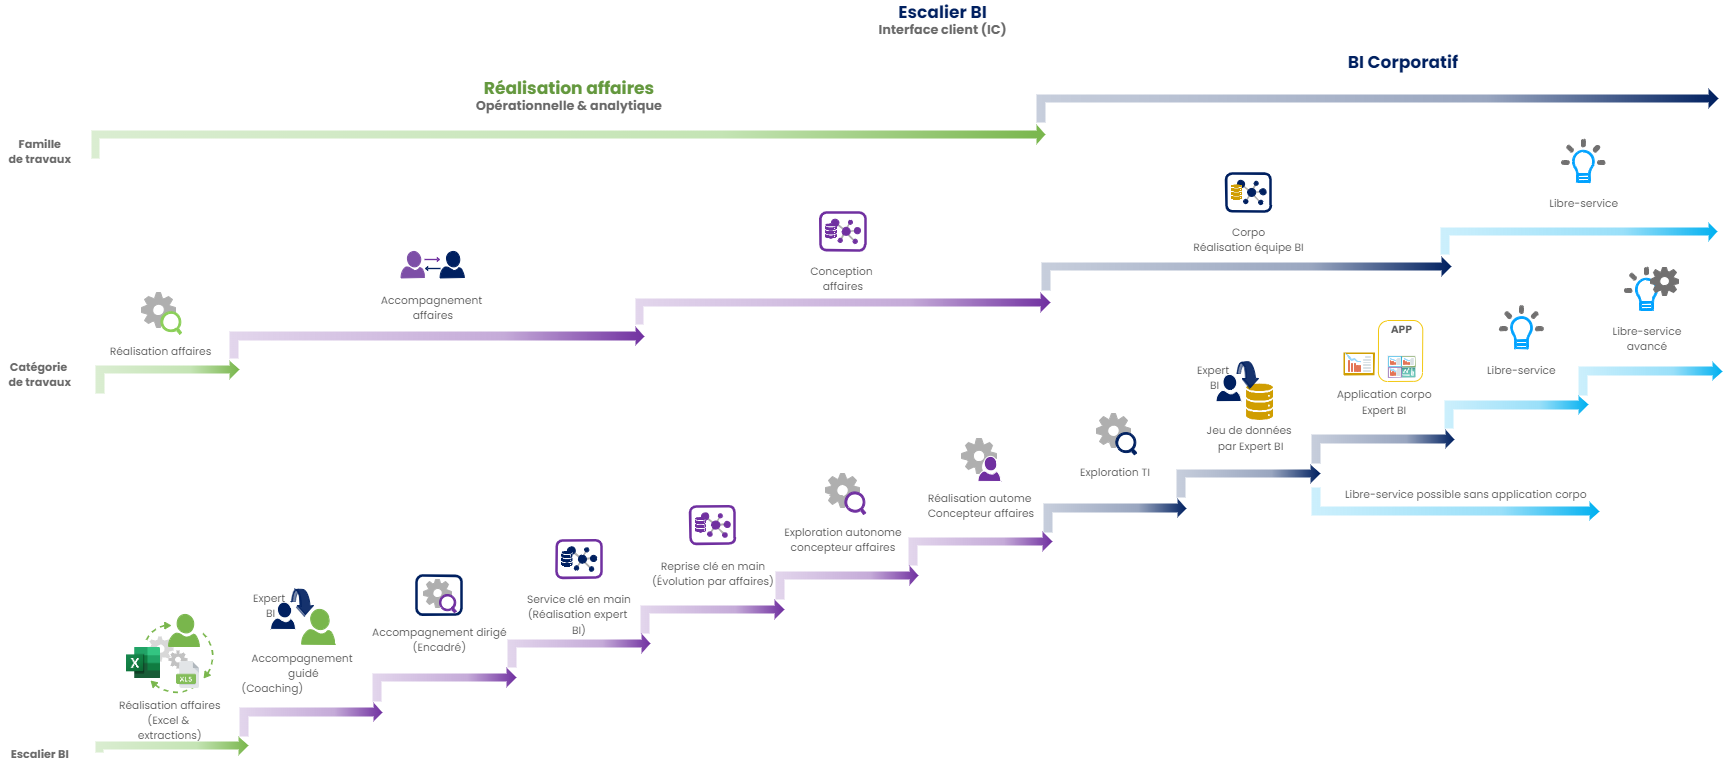 Escalier BI
Interface client (IC)
BI Corporatif
Réalisation affaires
Opérationnelle & analytique
Famille
de travaux
Libre-service
Corpo
Réalisation équipe BI
Conception
affaires
Accompagnement
affaires
Réalisation affaires
Catégorie
de travaux
Libre-service
avancé
Libre-service
APP
Application corpo
Expert BI
Expert
BI
Jeu de données
par Expert BI
Libre-service possible sans application corpo
Exploration TI
Réalisation autome
Concepteur affaires
Exploration autonome
concepteur affaires
Reprise clé en main
(Évolution par affaires)
Service clé en main
(Réalisation expert
BI)
Accompagnement dirigé
(Encadré)
Expert
BI
Accompagnement
guidé
(Coaching)
X
XLS
Réalisation affaires
(Excel &
extractions)
Escalier BI